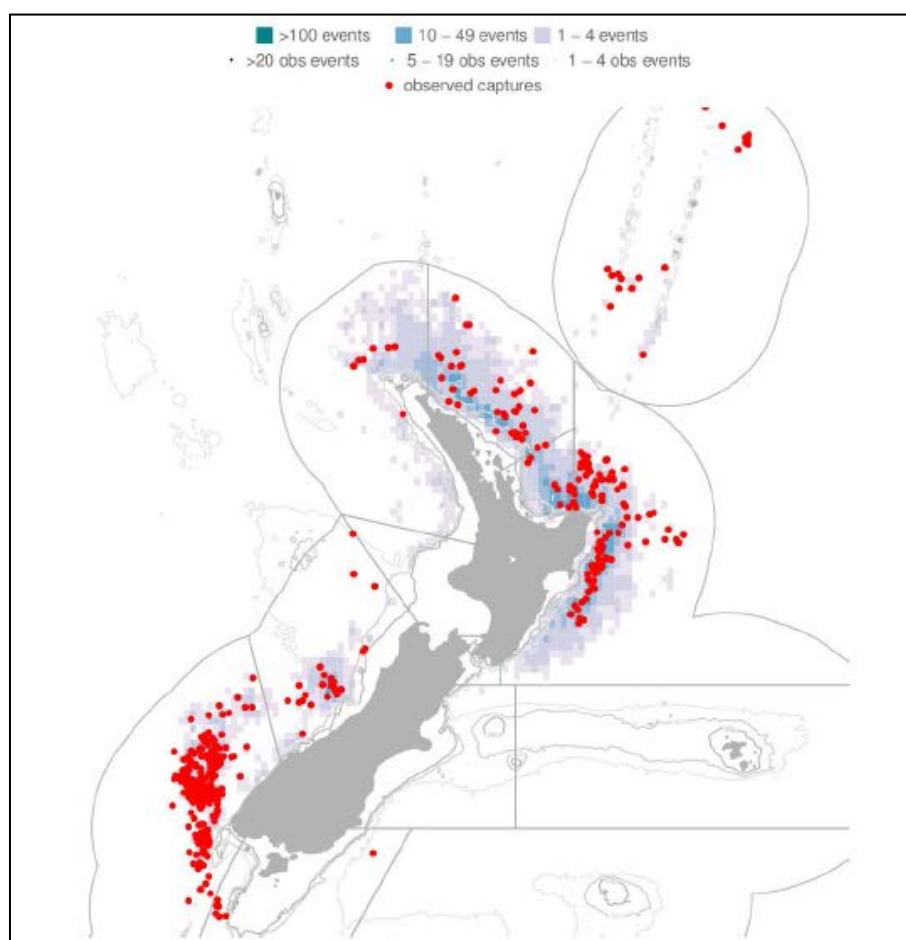 >100 events 10 – 49 events 1 – 4 events
>20 obs events 5 – 19 obs events 1 – 4 obs events
observed captures